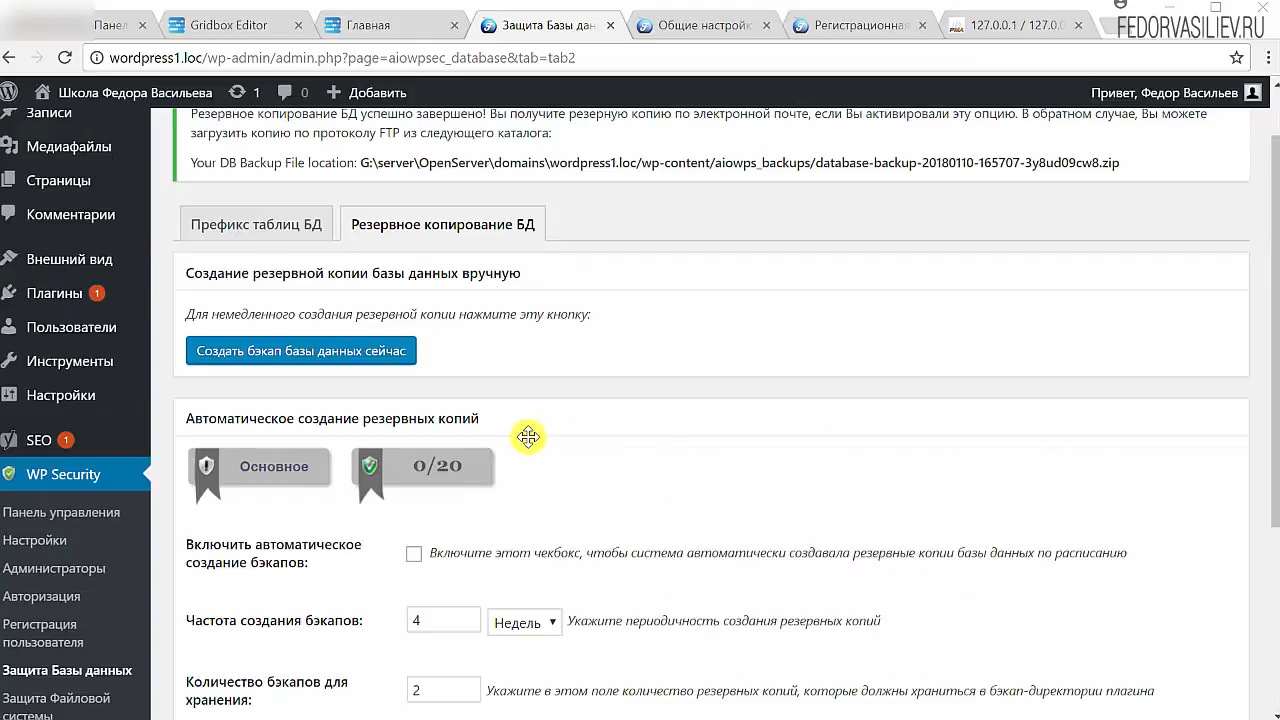 Панел
Gridbox Editor
Главная
Защита Базы дан
Общие настройк
Регистрационная
127.0.0.1 / 127.0.0
FEDORVASILIEV.RU
wordpress1.loc/wp-admin/admin.php?page=aiowpsec_database&tab=tab2
Школа Федора Васильева
1
0
Добавить
Привет, Федор Васильев
Записи
Медиафайлы
Страницы
Комментарии
Внешний вид
Плагины 1
Пользователи
Инструменты
Настройки
SEO 1
WP Security
Панель управления
Настройки
Администраторы
Авторизация
Регистрация
пользователя
Защита Базы данных
Защита Файловой
системы
Резервное копирование БД успешно завершено! Вы получите резерную копию по электронной почте, если Вы активировали эту опцию. В обратном случае, Вы можете
загрузить копию по протоколу FTP из следующего каталога:
Your DB Backup File location: G:\server\OpenServer\domains\wordpress1.loc/wp-content/aiowps_backups/database-backup-20180110-165707-3y8ud09cw8.zip
Префикс таблиц БД
Резервное копирование БД
Создание резервной копии базы данных вручную
Для немедленного создания резервной копии нажмите эту кнопку:
Создать бэкап базы данных сейчас
Автоматическое создание резервных копий
Основное
0/20
Включить автоматическое
создание бэкапов:
Включите этот чекбокс, чтобы система автоматически создавала резервные копии базы данных по расписанию
Частота создания бэкапов:
4
Недель
Укажите периодичность создания резервных копий
Количество бэкапов для
хранения:
2
Укажите в этом поле количество резервных копий, которые должны храниться в бэкап-директории плагина